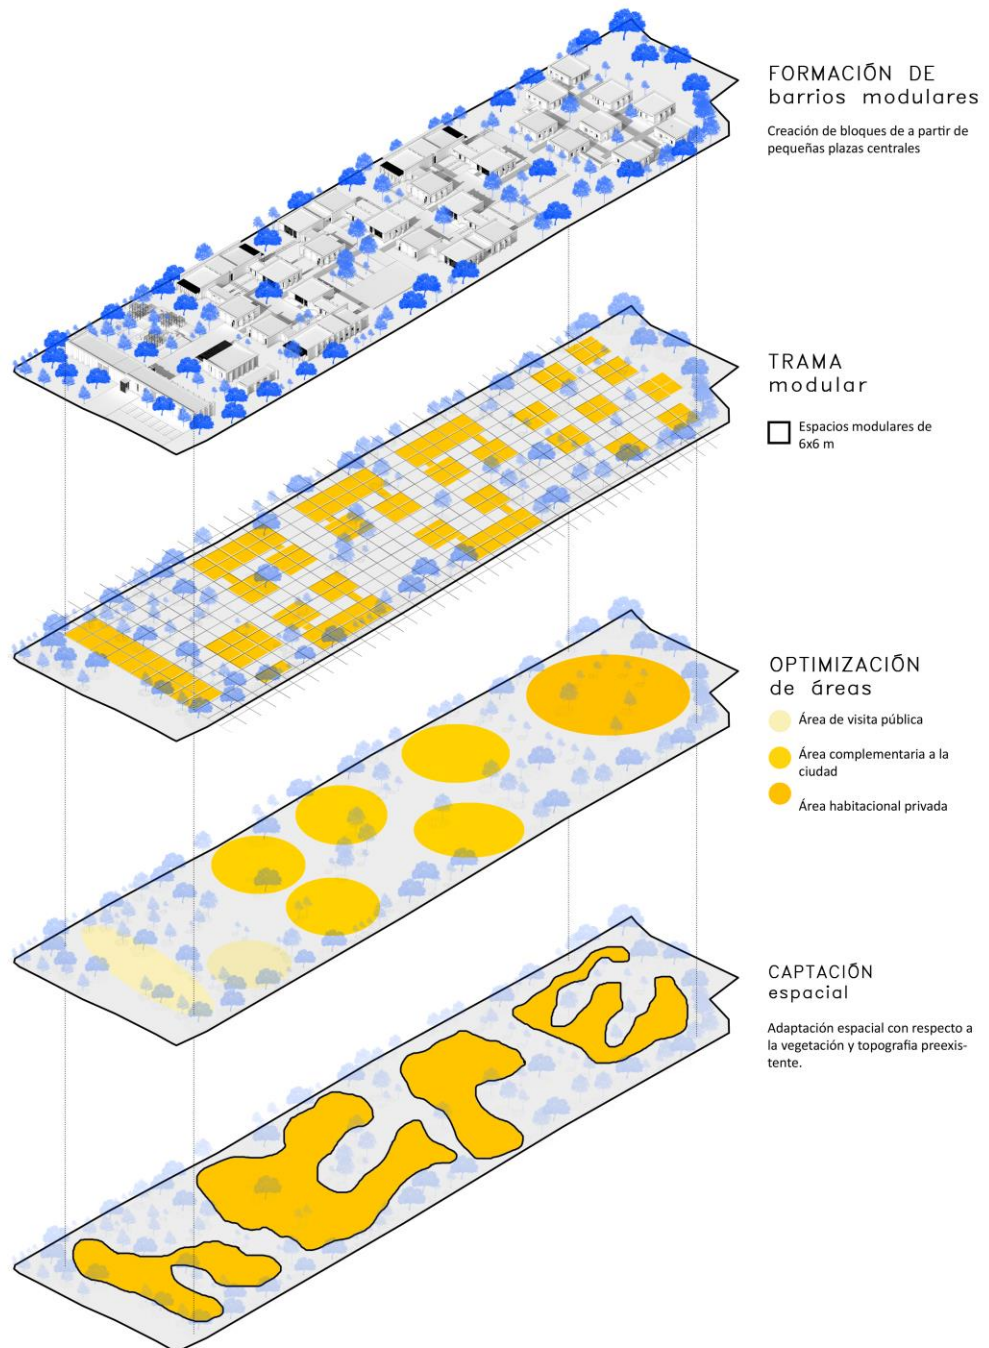 FORMACIÓN DE
barrios modulares
Creación de bloques de a partir de
pequeñas plazas centrales
TRAMA
modular
Espacios modulares de
6x6 m
OPTIMIZACIÓN
de áreas
Área de visita pública
Área complementaria a la
ciudad
Área habitacional privada
CAPTACIÓN
espacial
Adaptación espacial con respecto a
la vegetación y topografia preexis-
tente.